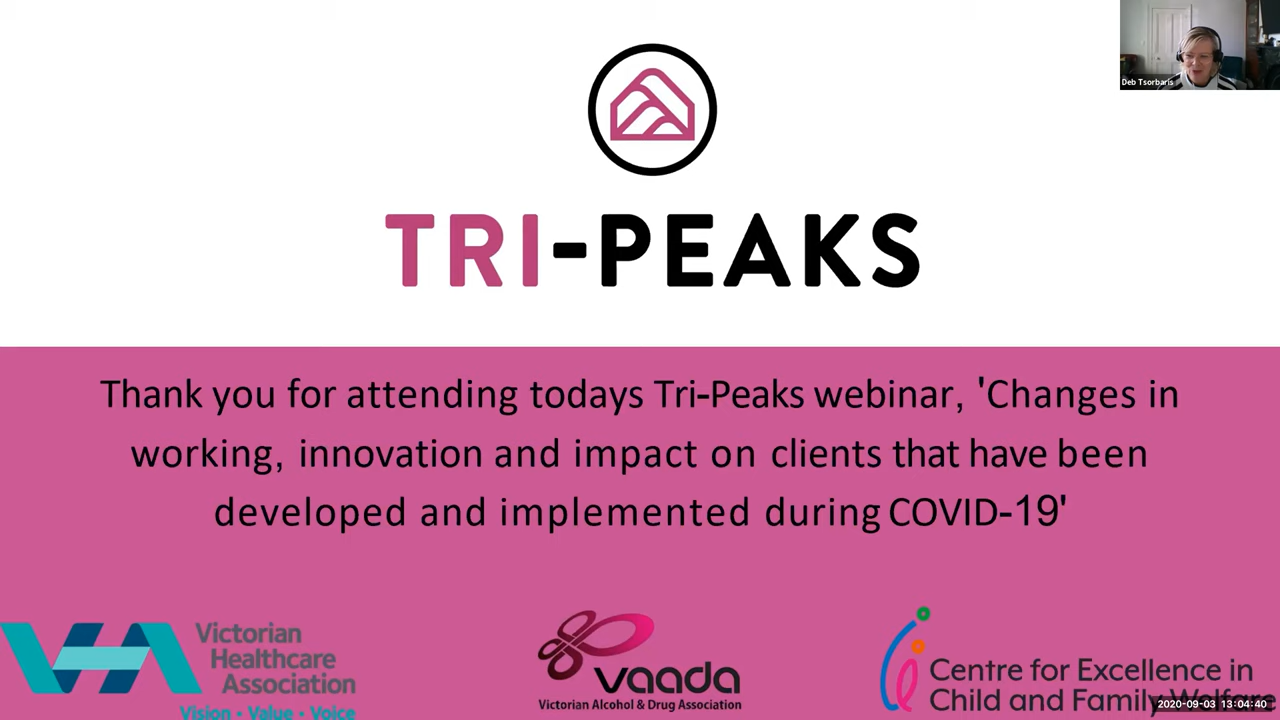 Deb Tsorbaris
TRI-PEAKS
Thank you for attending todays Tri-Peaks webinar, 'Changes in
working, innovation and impact on clients that have been
developed and implemented during COVID-19'
Victorian
Healthcare
Association
Vision • Value • Voice
vaada
Victorian Alcohol & Drug Association
Centre for Excellence in
Child and Family Welfare
2020-09-03 13:04:40